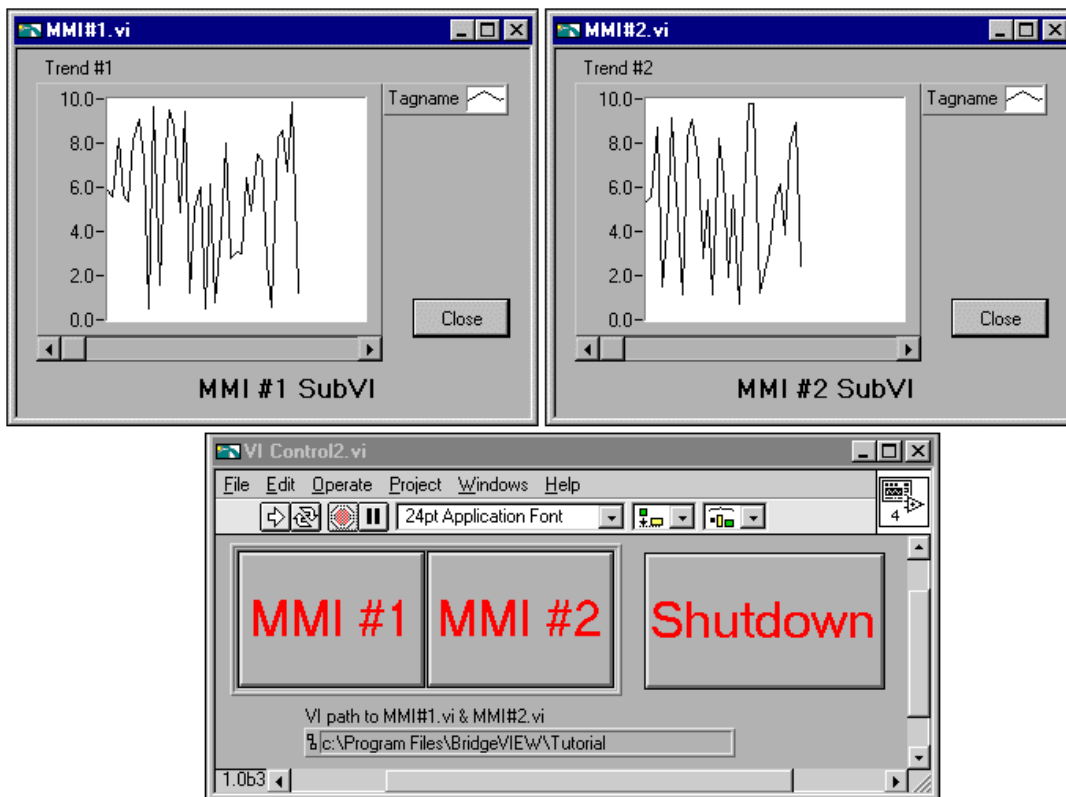 MMI#1.vi
Trend #1
Tagname
10.0
8.0
6.0
4.0
2.0
0.0
Close
MMI #1 SubVI
MMI#2.vi
Trend #2
Tagname
10.0
8.0
6.0
4.0
2.0
0.0
Close
MMI #2 SubVI
VI Control2.vi
File Edit Operate Project Windows Help
24pt Application Font
4
MMI #1 MMI #2 Shutdown
VI path to MMI#1.vi & MMI#2.vi
c:\Program Files\BridgeVIEW\Tutorial
1.0b3